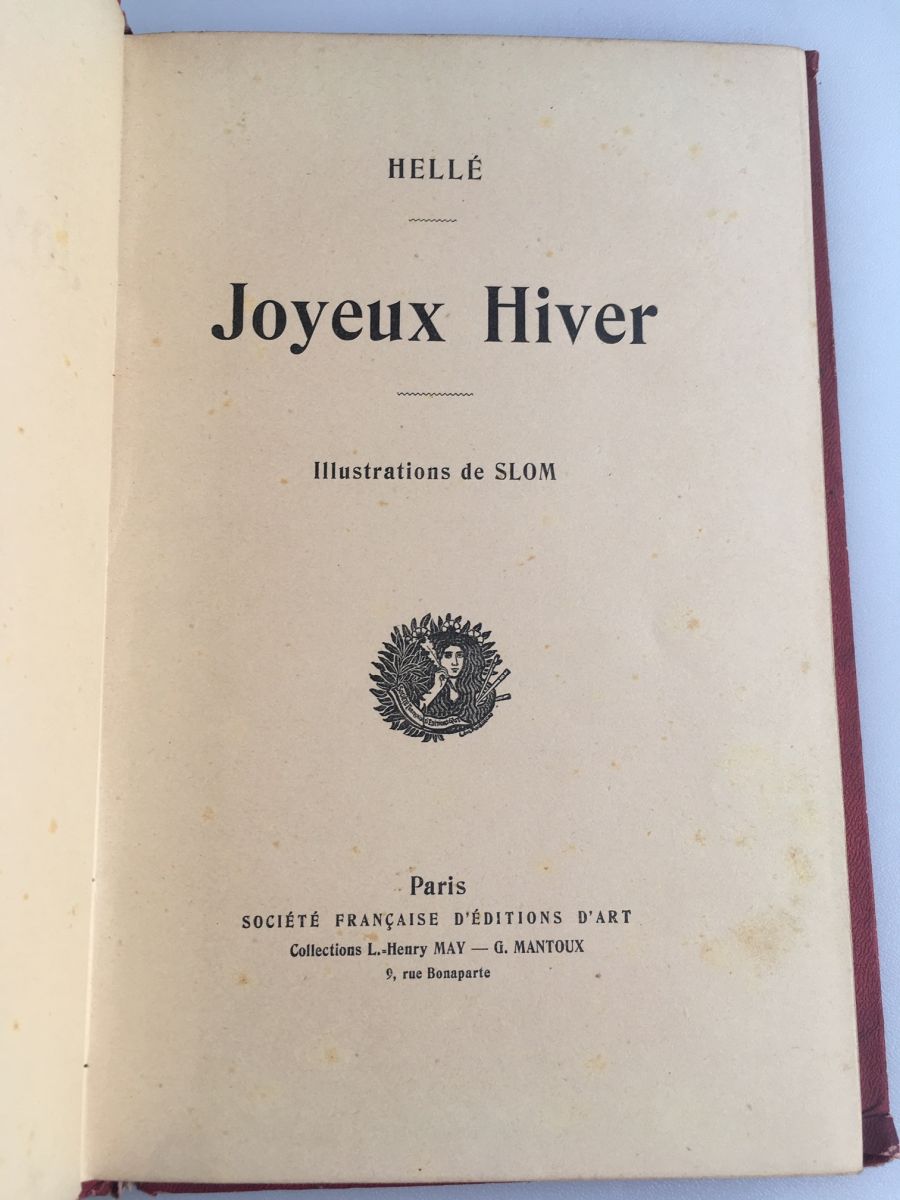 HELLÉ
Joyeux Hiver
Illustrations de SLOM
Paris
SOCIÉTÉ FRANÇAISE D'ÉDITIONS D'ART
Collections L.-Henry MAY — G. MANTOUX
9, rue Bonaparte